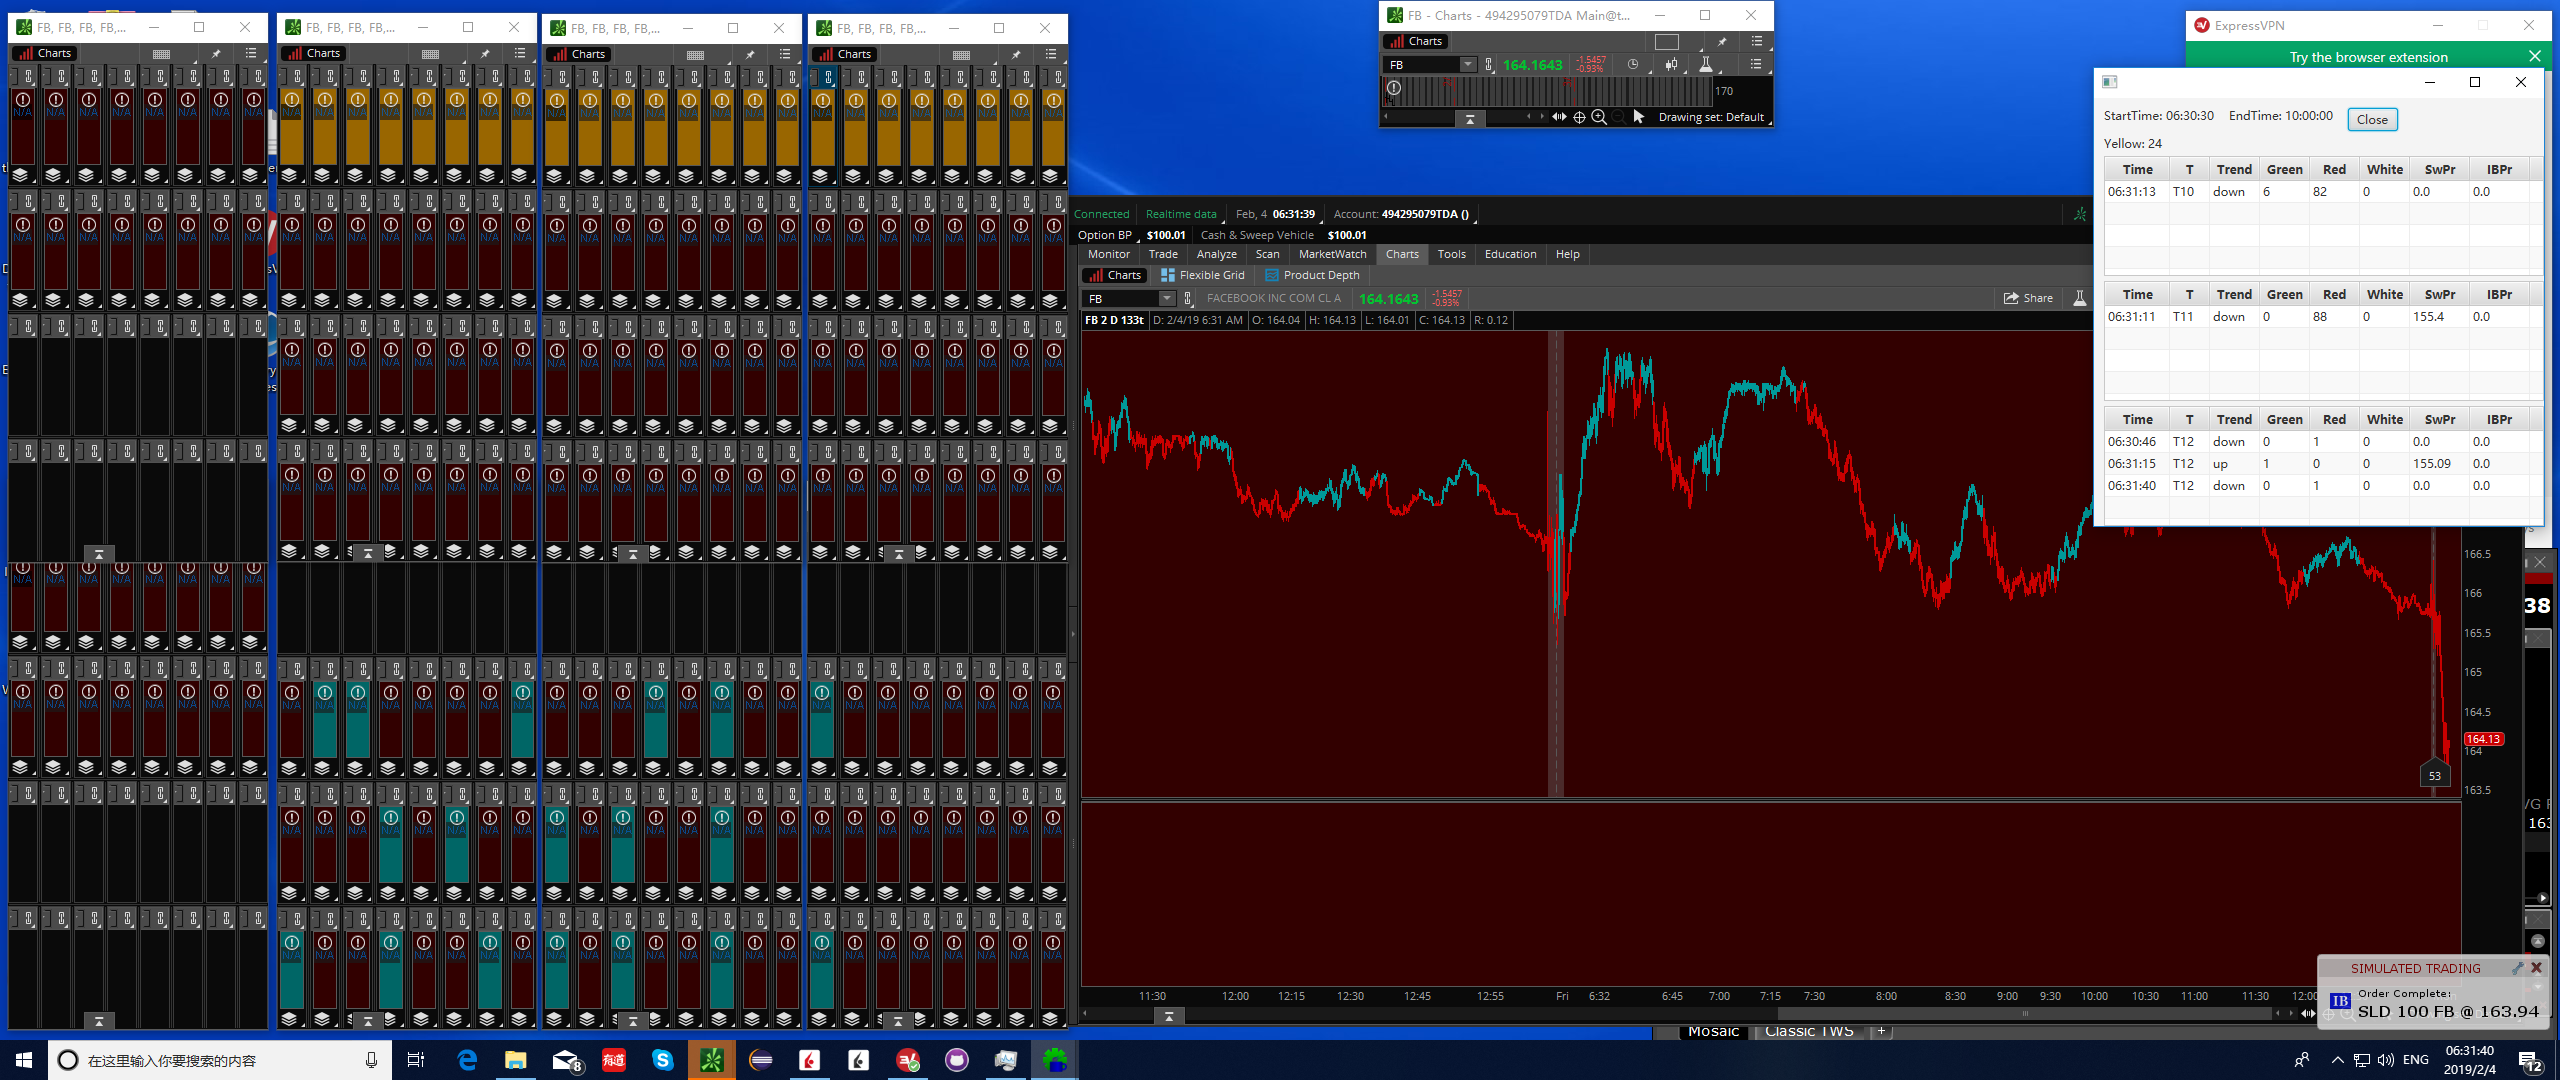 FB, FB, FB, FB,...
FB, FB, FB, FB,...
FB, FB, FB, FB,...
FB, FB, FB, FB,...
Charts
Charts
Charts
Charts
FB - Charts - 494295079TDA Main@t...
Charts
FB
164.1643
-1.5457
-0.93%
170
Drawing set: Default
ExpressVPN
Try the browser extension
StartTime: 06:30:30 EndTime: 10:00:00 Close
Yellow: 24
Time T Trend Green Red White SwPr IBPr
06:31:13 T10 down 6 82 0 0.0 0.0
Time T Trend Green Red White SwPr IBPr
06:31:11 T11 down 0 88 0 155.4 0.0
Time T Trend Green Red White SwPr IBPr
06:30:46 T12 down 0 1 0 0.0 0.0
06:31:15 T12 up 1 0 0 155.09 0.0
06:31:40 T12 down 0 1 0 0.0 0.0
Connected Realtime data Feb, 4 06:31:39 Account: 494295079TDA ()
Option BP $100.01 Cash & Sweep Vehicle $100.01
Monitor Trade Analyze Scan MarketWatch Charts Tools Education Help
Charts Flexible Grid Product Depth
FB FACEBOOK INC COM CL A 164.1643 -1.5457 -0.93% Share
FB 2 D 133t D: 2/4/19 6:31 AM O: 164.04 H: 164.13 L: 164.01 C: 164.13 R: 0.12
166.5
166
165.5
165
164.5
164.13
164
163.5
53
38
11:30 12:00 12:15 12:30 12:45 12:55 Fri 6:32 6:45 7:00 7:15 7:30 8:00 8:30 9:00 9:30 10:00 10:30 11:00 11:30
SIMULATED TRADING
IB Order Complete:
SLD 100 FB @ 163.94
Mosaic Classic TWS +
在这里输入你要搜索的内容
8
有道
ENG
06:31:40
2019/2/4
12